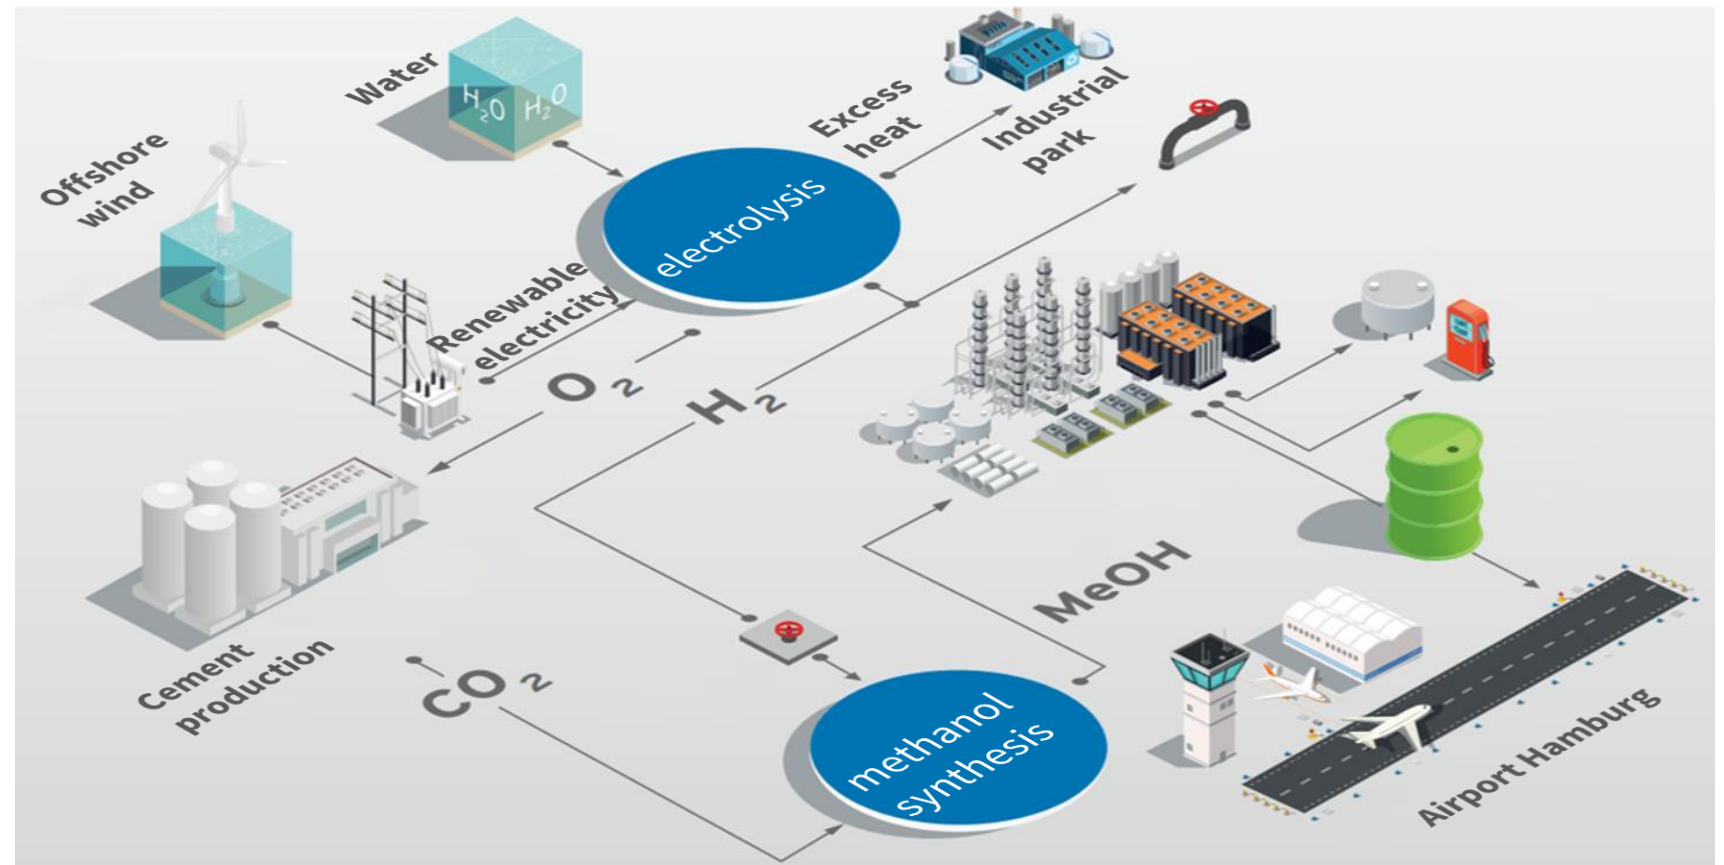 Water
H₂O H₂O
Offshore
wind
Excess
heat
Industrial
park
electrolysis
Renewable
electricity
O₂
H₂
MeOH
Cement
production
CO₂
methanol
synthesis
Airport Hamburg